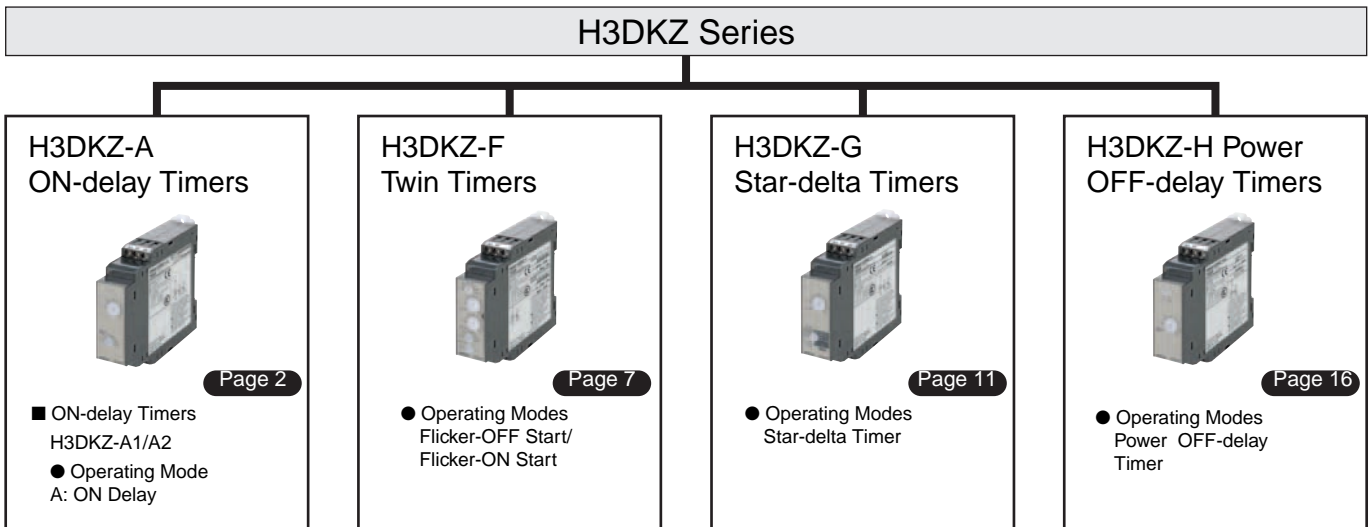 H3DKZ Series
H3DKZ-A
ON-delay Timers
Page 2
■ ON-delay Timers
H3DKZ-A1/A2
● Operating Mode
A: ON Delay
H3DKZ-F
Twin Timers
Page 7
● Operating Modes
Flicker-OFF Start/
Flicker-ON Start
H3DKZ-G
Star-delta Timers
Page 11
● Operating Modes
Star-delta Timer
H3DKZ-H Power
OFF-delay Timers
Page 16
● Operating Modes
Power OFF-delay
Timer